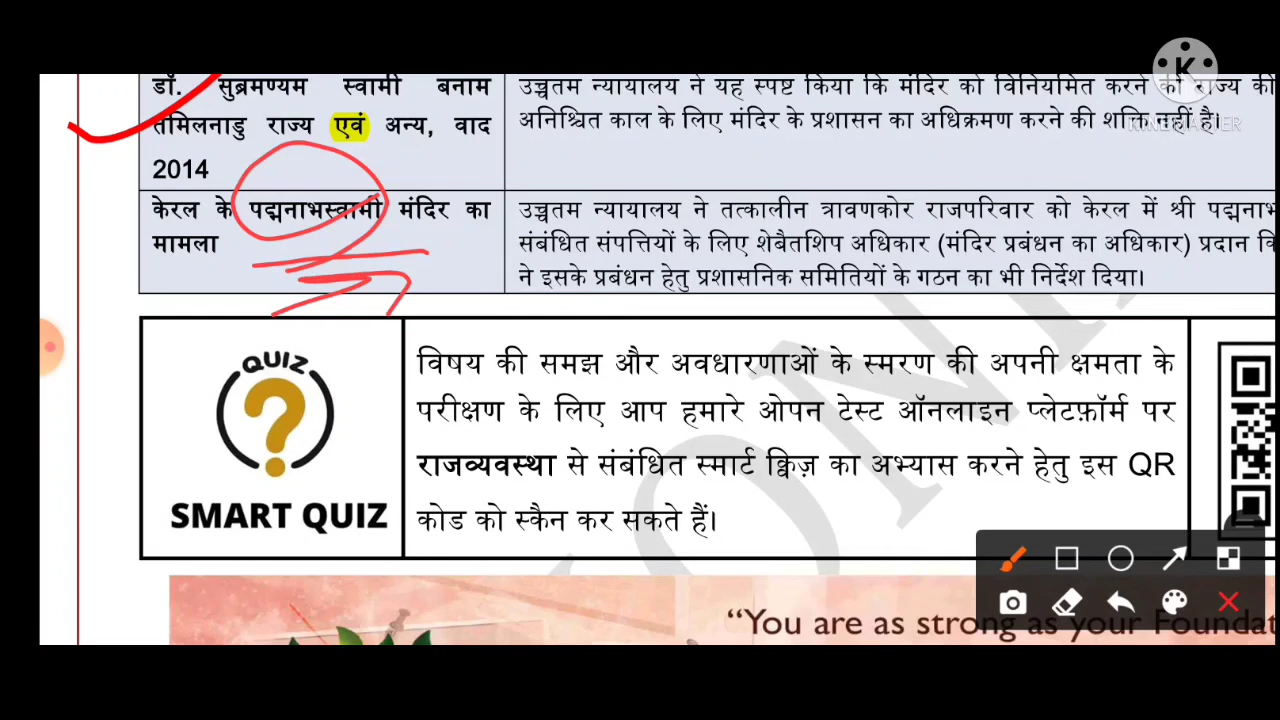 डॉ. सुब्रमण्यम स्वामी बनाम
तमिलनाडु राज्य एवं अन्य, वाद
2014
उच्चतम न्यायालय ने यह स्पष्ट किया कि मंदिर को विनियमित करने की राज्य की
अनिश्चित काल के लिए मंदिर के प्रशासन का अधिक्रमण करने की शक्ति नहीं है।
केरल के पद्मनाभस्वामी मंदिर का
मामला
उच्चतम न्यायालय ने तत्कालीन त्रावणकोर राजपरिवार को केरल में श्री
संबंधित संपत्तियों के लिए शेबैतशिप अधिकार (मंदिर प्रबंधन का अधिकार) प्रदान
ने इसके प्रबंधन हेतु प्रशासनिक समितियों के गठन का भी निर्देश दिया।
QUIZ
?
SMART QUIZ
विषय की समझ और अवधारणाओं के स्मरण की अपनी क्षमता के
परीक्षण के लिए आप हमारे ओपन टेस्ट ऑनलाइन प्लेटफ़ॉर्म पर
राजव्यवस्था से संबंधित स्मार्ट क्विज़ का अभ्यास करने हेतु इस QR
कोड को स्कैन कर सकते हैं।
"You are as strong as your Foundat
K
KINEMASTER